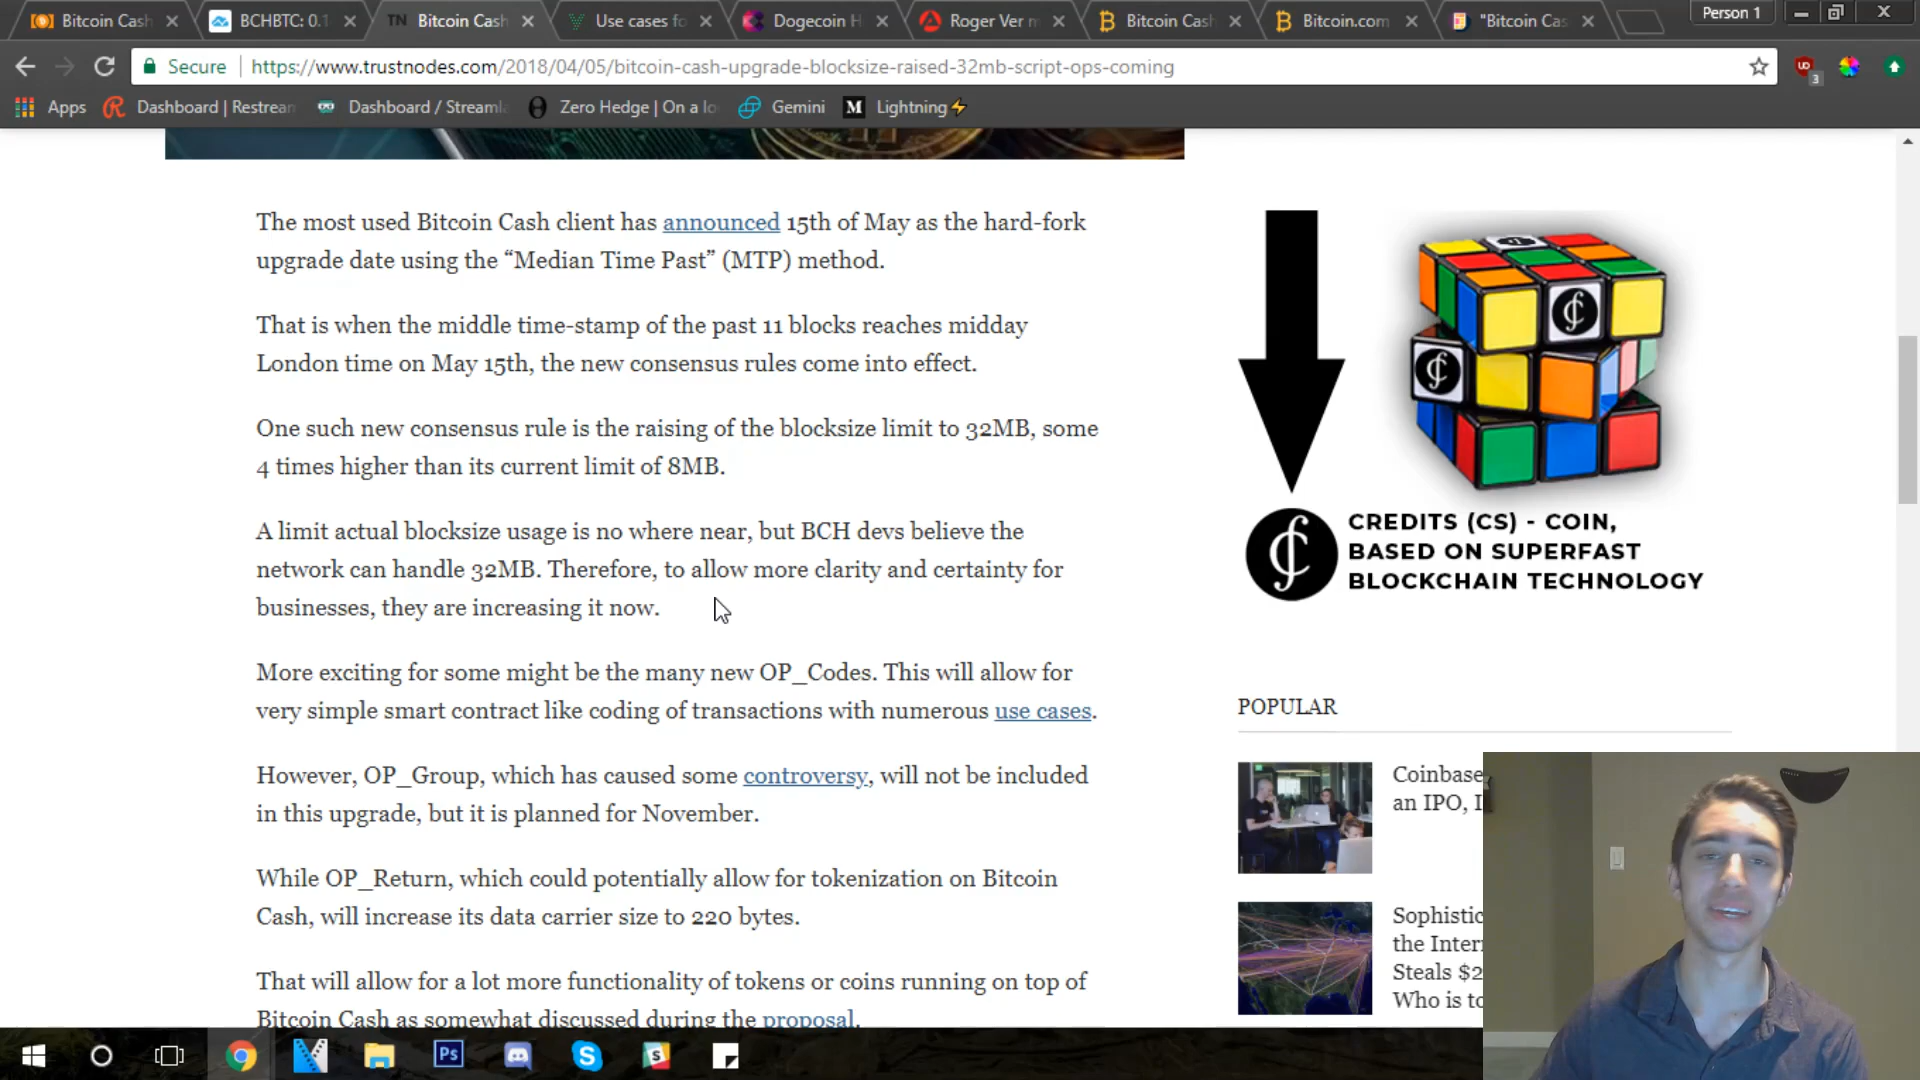 Bitcoin Cash
BCHBTC: 0.1
TN Bitcoin Cash
Use cases fo
Dogecoin H
Roger Ver m
Bitcoin Cash
Bitcoin.com
"Bitcoin Cas
Person 1
Secure https://www.trustnodes.com/2018/04/05/bitcoin-cash-upgrade-blocksize-raised-32mb-script-ops-coming
3
Apps Dashboard | Restream Dashboard / Streamla Zero Hedge | On a lo Gemini M Lightning⚡
The most used Bitcoin Cash client has announced 15th of May as the hard-fork
upgrade date using the “Median Time Past” (MTP) method.
That is when the middle time-stamp of the past 11 blocks reaches midday
London time on May 15th, the new consensus rules come into effect.
One such new consensus rule is the raising of the blocksize limit to 32MB, some
4 times higher than its current limit of 8MB.
A limit actual blocksize usage is no where near, but BCH devs believe the
network can handle 32MB. Therefore, to allow more clarity and certainty for
businesses, they are increasing it now.
More exciting for some might be the many new OP_Codes. This will allow for
very simple smart contract like coding of transactions with numerous use cases.
However, OP_Group, which has caused some controversy, will not be included
in this upgrade, but it is planned for November.
While OP_Return, which could potentially allow for tokenization on Bitcoin
Cash, will increase its data carrier size to 220 bytes.
That will allow for a lot more functionality of tokens or coins running on top of
Bitcoin Cash as somewhat discussed during the proposal.
CREDITS (CS) - COIN,
BASED ON SUPERFAST
BLOCKCHAIN TECHNOLOGY
POPULAR
Coinbase
an IPO, I
Sophistic
the Inter
Steals $2
Who is to
Ps